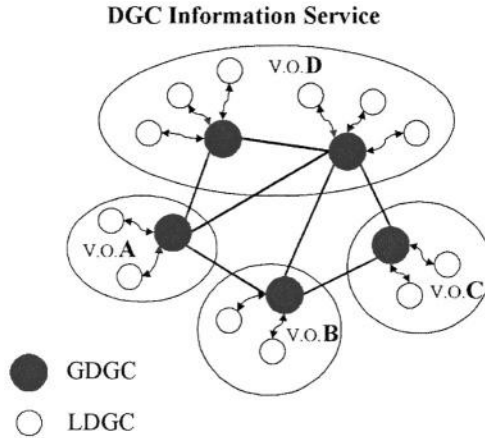 DGC Information Service
V.O.D
V.O.A
V.O.C
V.O.B
GDGC
LDGC